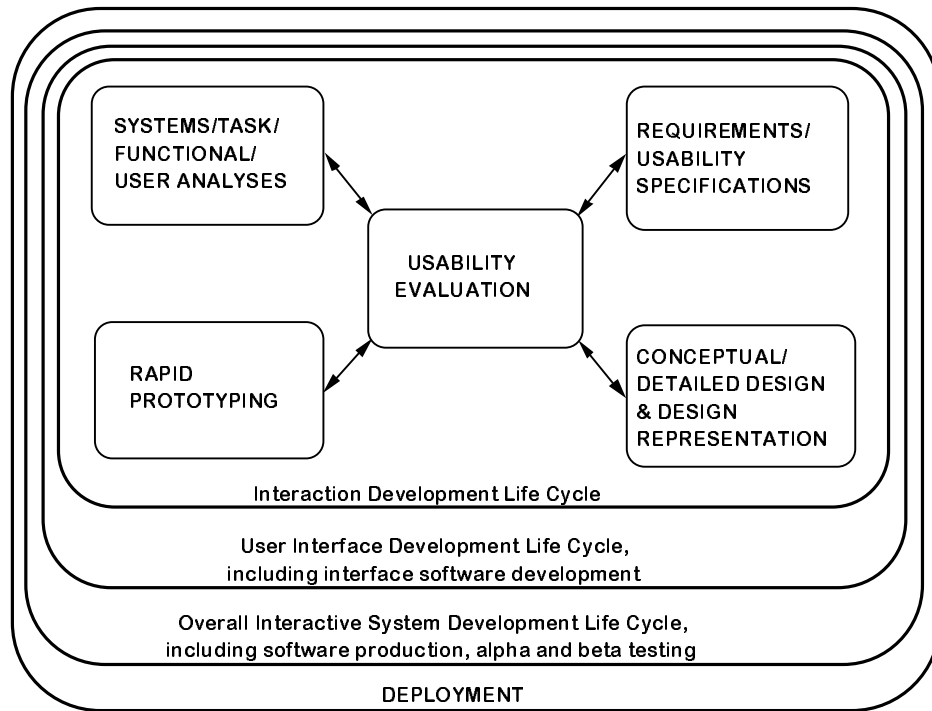 SYSTEMS/TASK/
FUNCTIONAL/
USER ANALYSES
REQUIREMENTS/
USABILITY
SPECIFICATIONS
USABILITY
EVALUATION
RAPID
PROTOTYPING
CONCEPTUAL/
DETAILED DESIGN
& DESIGN
REPRESENTATION
Interaction Development Life Cycle
User Interface Development Life Cycle,
including interface software development
Overall Interactive System Development Life Cycle,
including software production, alpha and beta testing
DEPLOYMENT